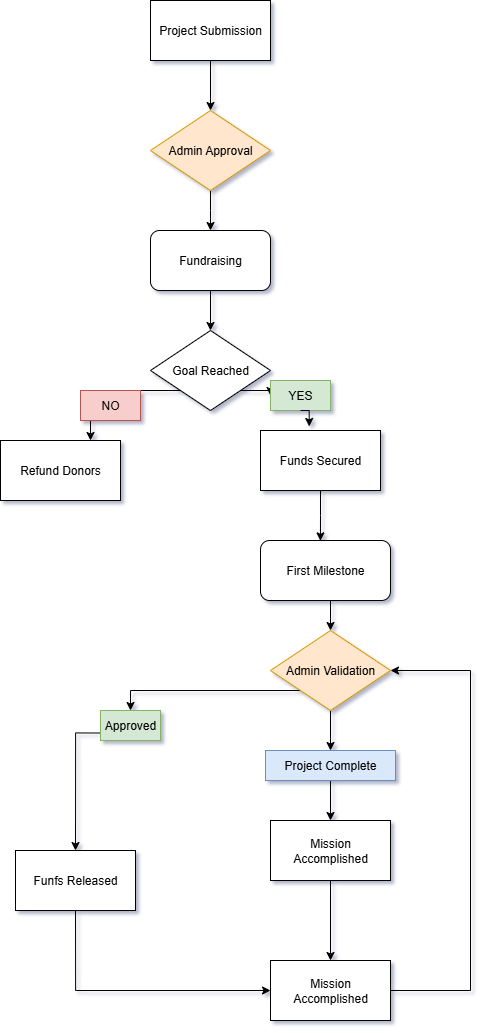 Project Submission
Admin Approval
Fundraising
Goal Reached
NO
YES
Refund Donors
Funds Secured
First Milestone
Admin Validation
Approved
Project Complete
Mission
Accomplished
Funfs Released
Mission
Accomplished